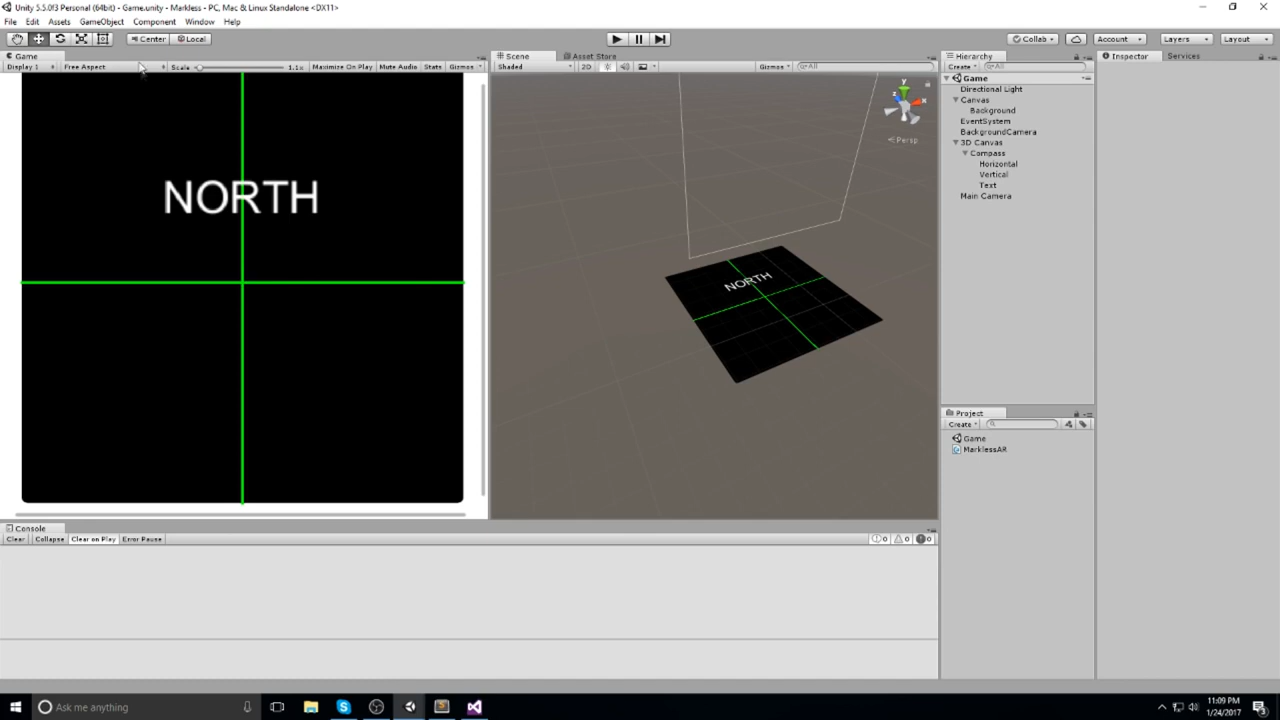 Unity 5.5.0f3 Personal (64bit) - Game.unity - Markless - PC, Mac & Linux Standalone <DX11>
File Edit Assets GameObject Component Window Help
Center Local Collab Account Layers Layout
Game Scene Asset Store Hierarchy Inspector Services
Display 1 Free Aspect Scale 1.1x Maximize On Play Mute Audio Stats Gizmos Shaded 2D Gizmos All Create All
Game
Directional Light
Canvas
Background
EventSystem
BackgroundCamera
3D Canvas
Compass
Horizontal
Vertical
Text
Main Camera
y
x
z
Persp
NORTH
NORTH
Project
Create
Game
MarklessAR
Console
Clear Collapse Clear on Play Error Pause 0 0 0
Ask me anything
11:09 PM
1/24/2017
3